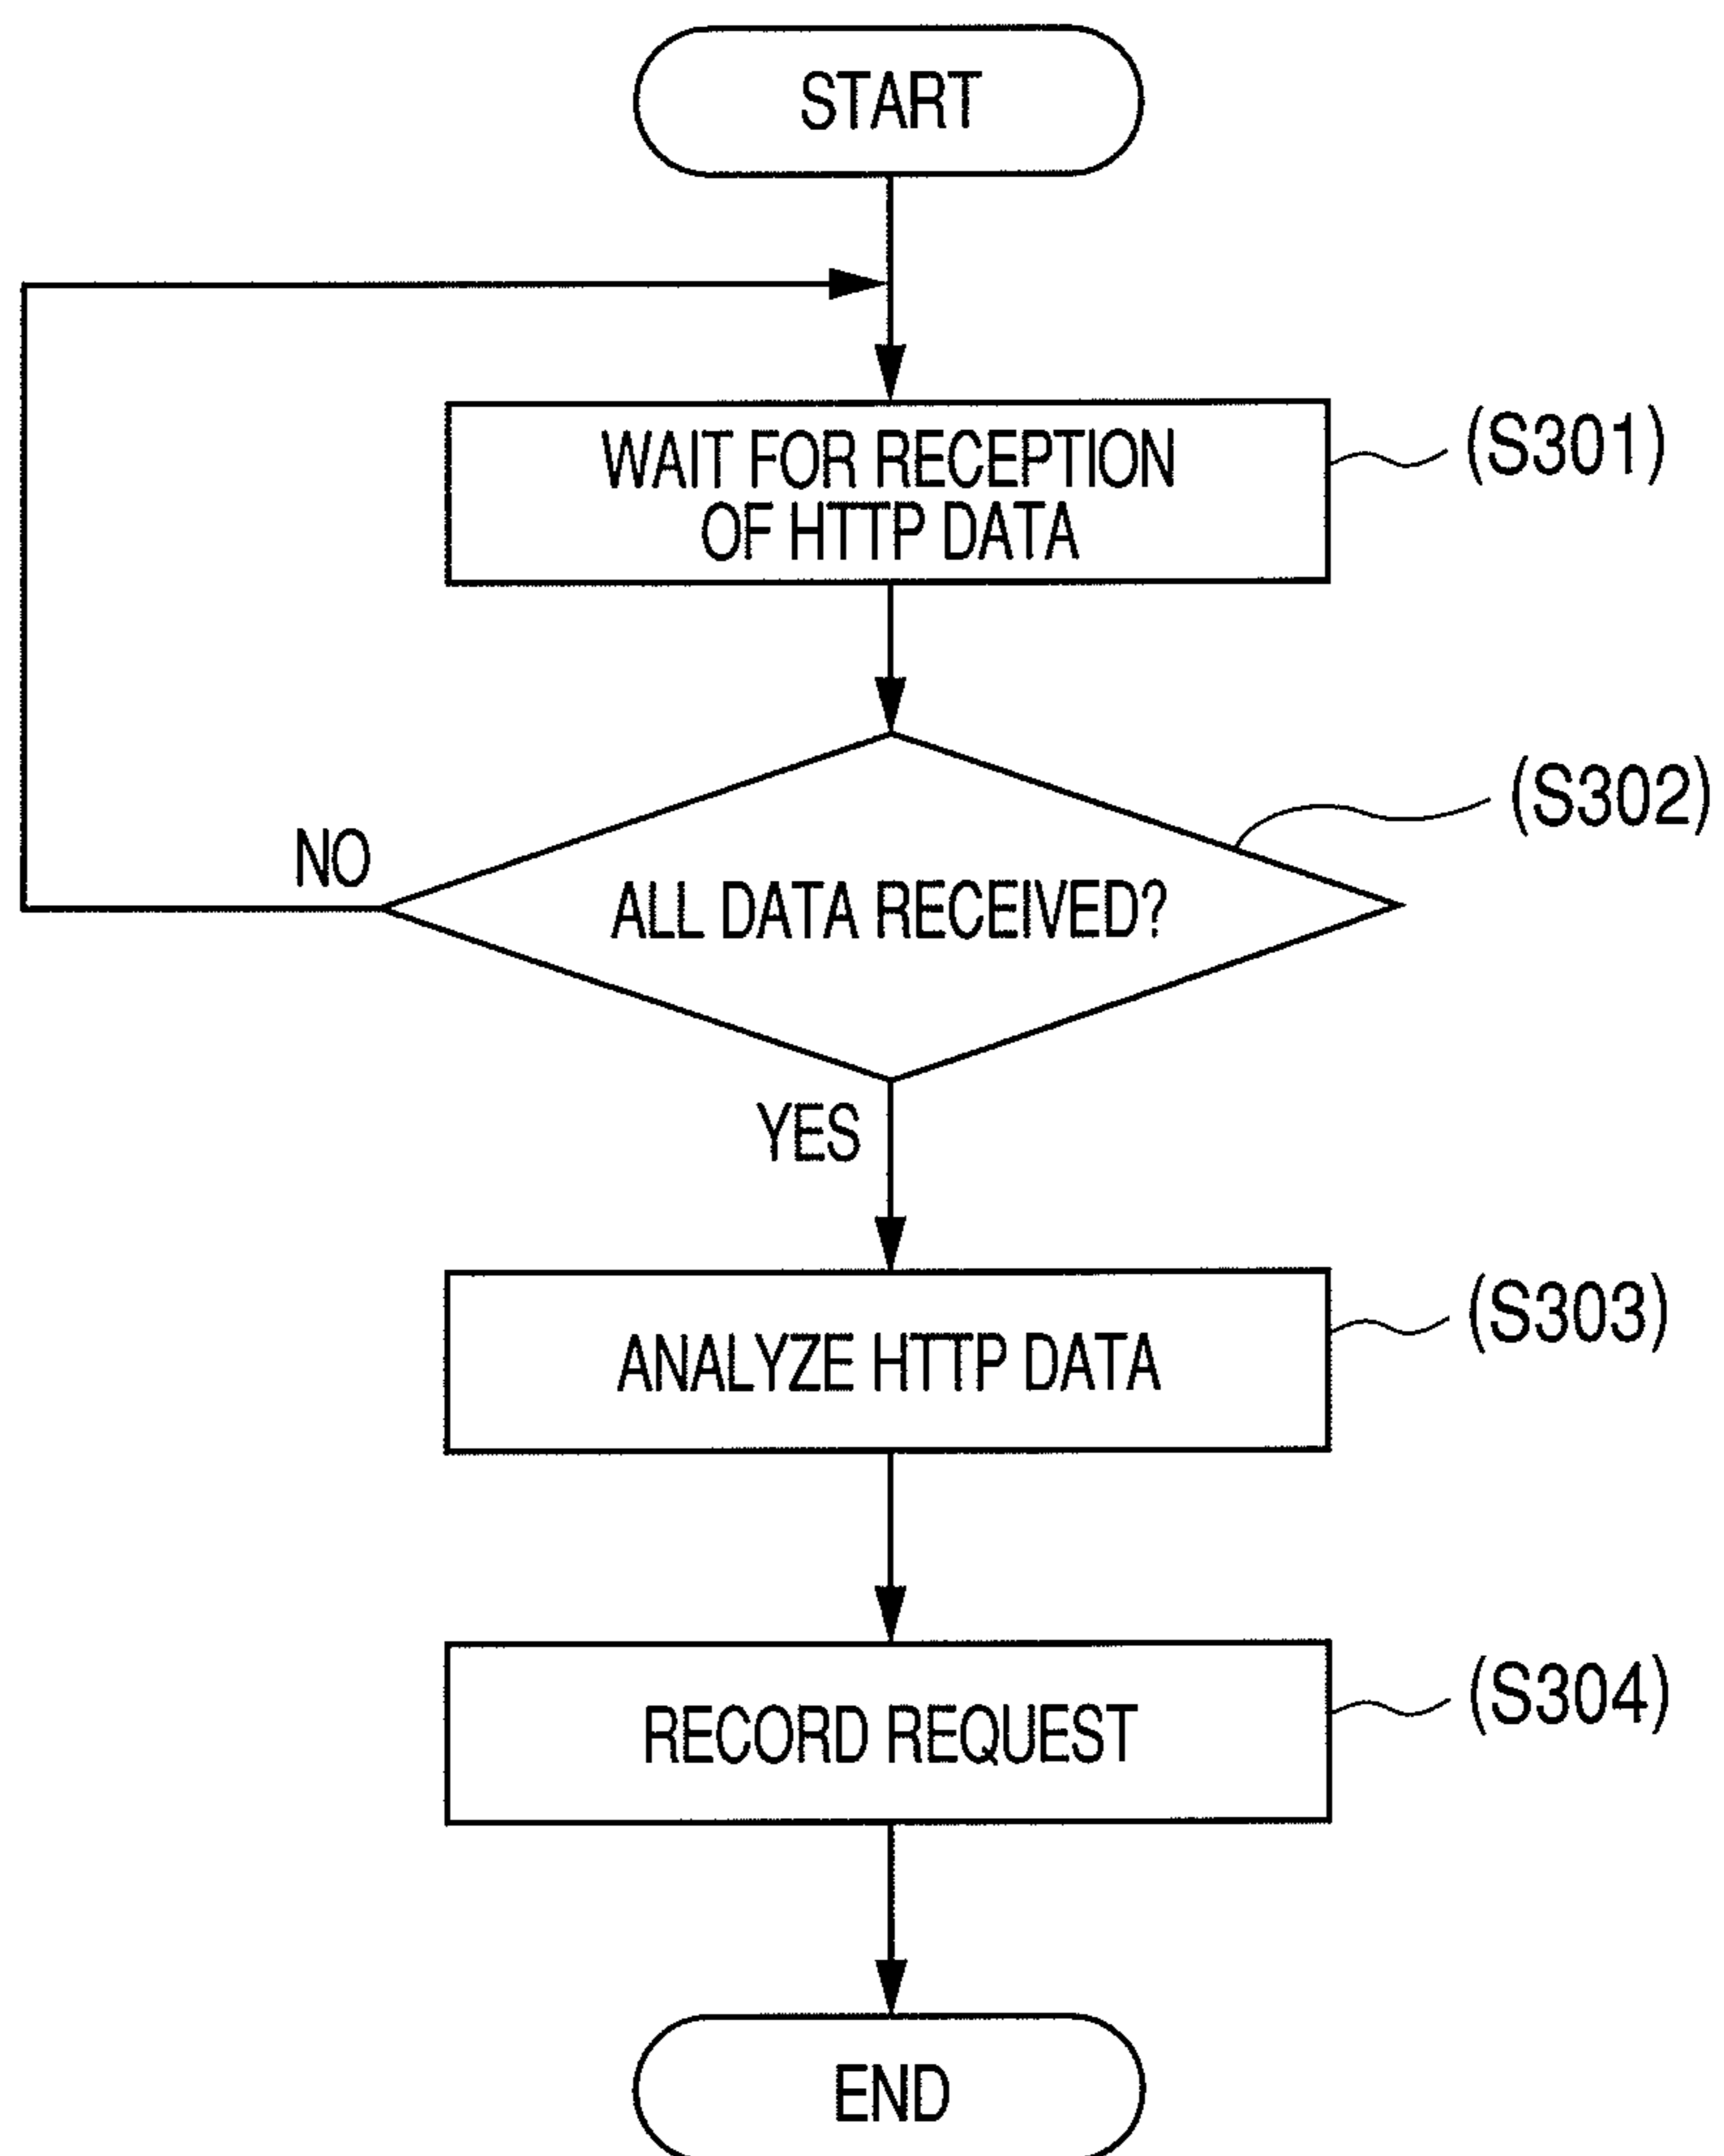 START
WAIT FOR RECEPTION
OF HTTP DATA
(S301)
(S302)
NO
ALL DATA RECEIVED?
YES
ANALYZE HTTP DATA
(S303)
RECORD REQUEST
(S304)
END